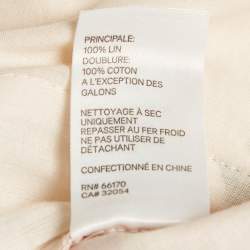 PRINCIPALE:
100% LIN
DOUBLURE:
100% COTON
A L'EXCEPTION DES
GALONS
NETTOYAGE À SEC
UNIQUEMENT
REPASSER AU FER FROID
NE PAS UTILISER DE
DÉTACHANT
CONFECTIONNÉ EN CHINE
RN# 66170
CA# 32054